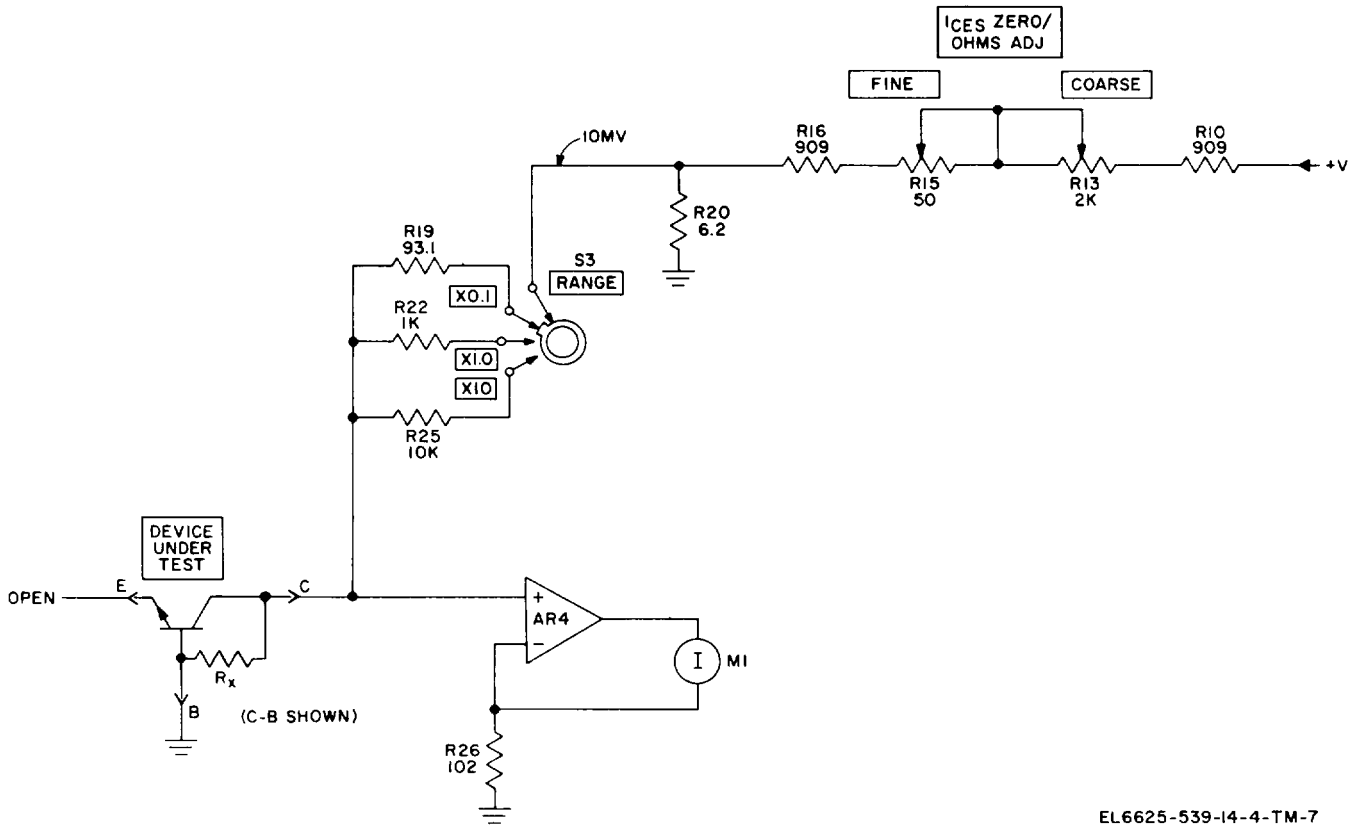 ICES ZERO/
OHMS ADJ
FINE
COARSE
10MV
R16
909
R15
50
R13
2K
R10
909
+V
R20
6.2
R19
93.1
S3
RANGE
X0.1
R22
1K
X1.0
X10
R25
10K
DEVICE
UNDER
TEST
OPEN
E
C
+
AR4
−
I
M1
Rx
B
(C-B SHOWN)
R26
102
EL6625-539-14-4-TM-7